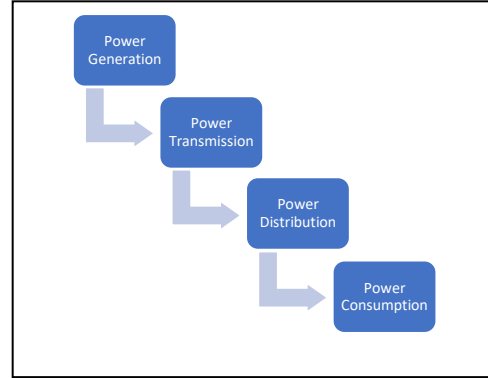 Power
Generation
Power
Transmission
Power
Distribution
Power
Consumption